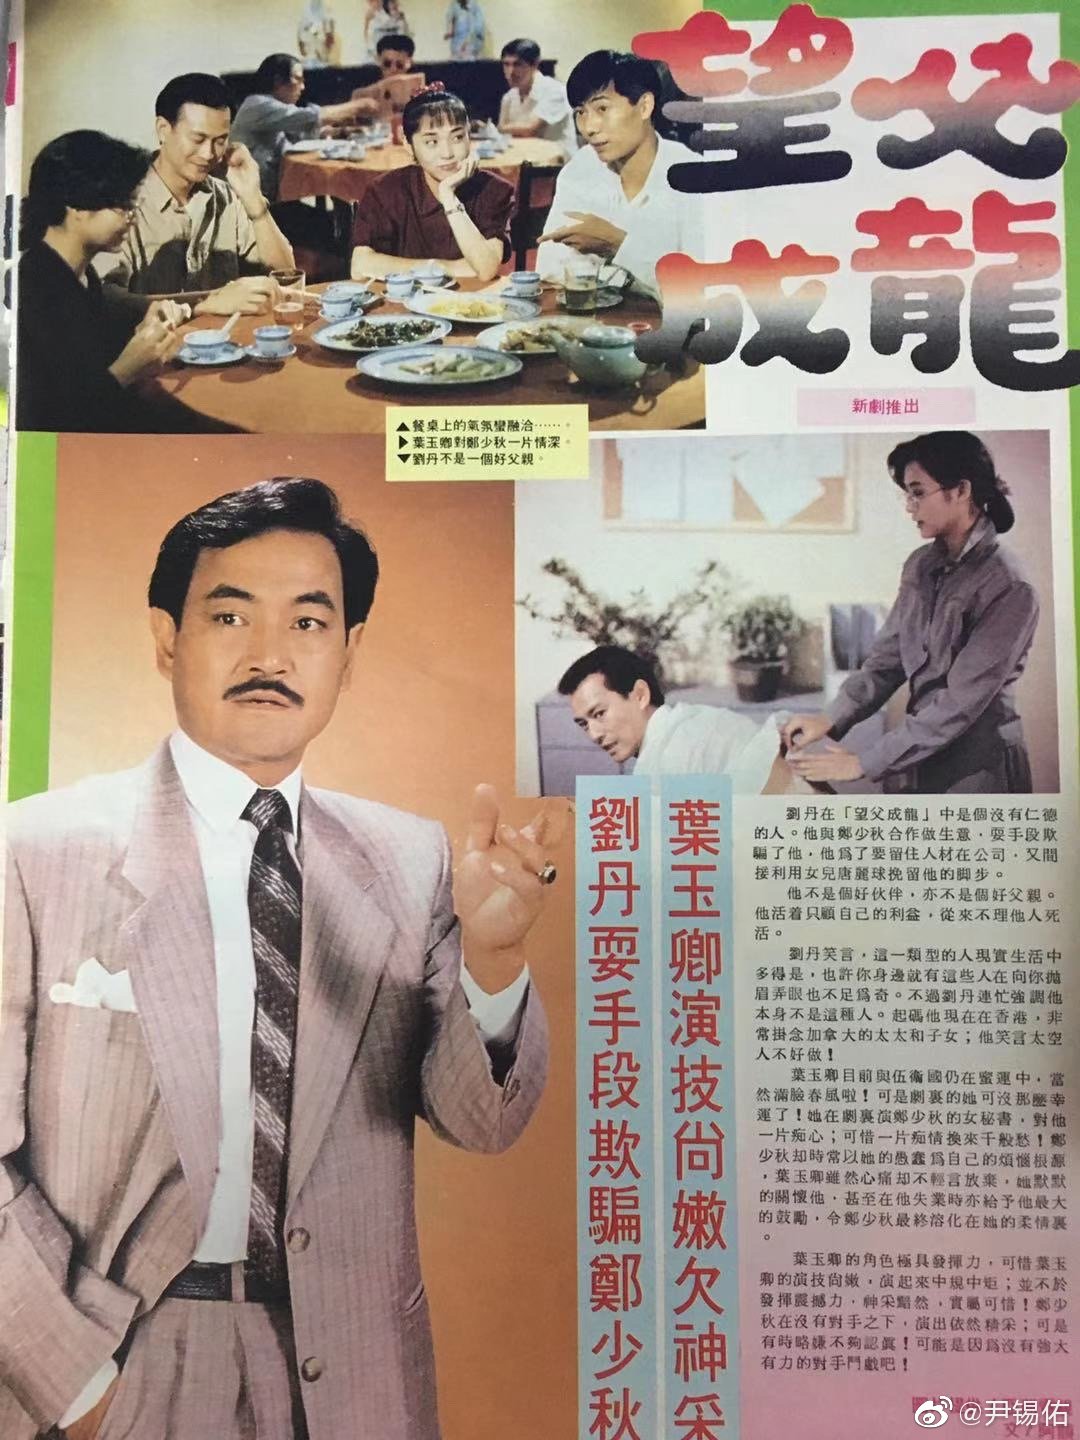 望父成龍
新劇推出
▲餐桌上的氣氛蠻融洽……。
▶葉玉卿對鄭少秋一片情深。
▼劉丹不是一個好父親。
葉玉卿演技尚嫩欠神采
劉丹耍手段欺騙鄭少秋
劉丹在「望父成龍」中是個沒有仁德
的人。他與鄭少秋合作做生意，耍手段欺
騙了他，他爲了要留住人材在公司，又間
接利用女兒唐麗球挽留他的脚步。
他不是個好伙伴，亦不是個好父親。
他活着只顧自己的利益，從來不理他人死
活。
劉丹笑言，這一類型的人現實生活中
多得是，也許你身邊就有這些人在向你拋
眉弄眼也不足爲奇。不過劉丹連忙強調他
本身不是這種人。起碼他現在在香港，非
常掛念加拿大的太太和子女；他笑言太空
人不好做！
葉玉卿目前與伍衞國仍在蜜運中，當
然滿臉春風啦！可是劇裏的她可沒那麽幸
運了！她在劇裏演鄭少秋的女秘書，對他
一片痴心；可惜一片痴情換來千般愁！鄭
少秋却時常以她的愚蠢爲自己的煩惱根源
，葉玉卿雖然心痛却不輕言放棄，她默默
的關懷他，甚至在他失業時亦給予他最大
的鼓勵，令鄭少秋最終溶化在她的柔情裏
。
葉玉卿的角色極具發揮力，可惜葉玉
卿的演技尚嫩，演起來中規中矩；並不於
發揮震撼力，神采黯然，實屬可惜！鄭少
秋在沒有對手之下，演出依然精采；可是
有時略嫌不夠認眞！可能是因爲沒有強大
有力的對手鬥戲吧！
@尹锡佑